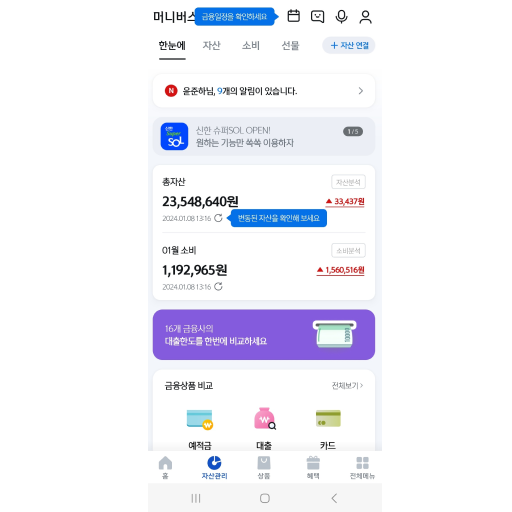 머니버스
금융일정을 확인하세요
한눈에 자산 소비 선물 + 자산 연결
N 윤준하님, 9개의 알림이 있습니다.
신한 슈퍼SOL OPEN!
원하는 기능만 쏙쏙 이용하자
1 / 5
신한
Super
SOL
총자산 자산분석
23,548,640원 ▲ 33,437원
2024.01.08 13:16 변동된 자산을 확인해 보세요
01월 소비 소비분석
1,192,965원 ▲ 1,560,516원
2024.01.08 13:16
16개 금융사의
대출한도를 한번에 비교하세요
금융상품 비교 전체보기 >
예적금 대출 카드
홈 자산관리 상품 혜택 전체메뉴